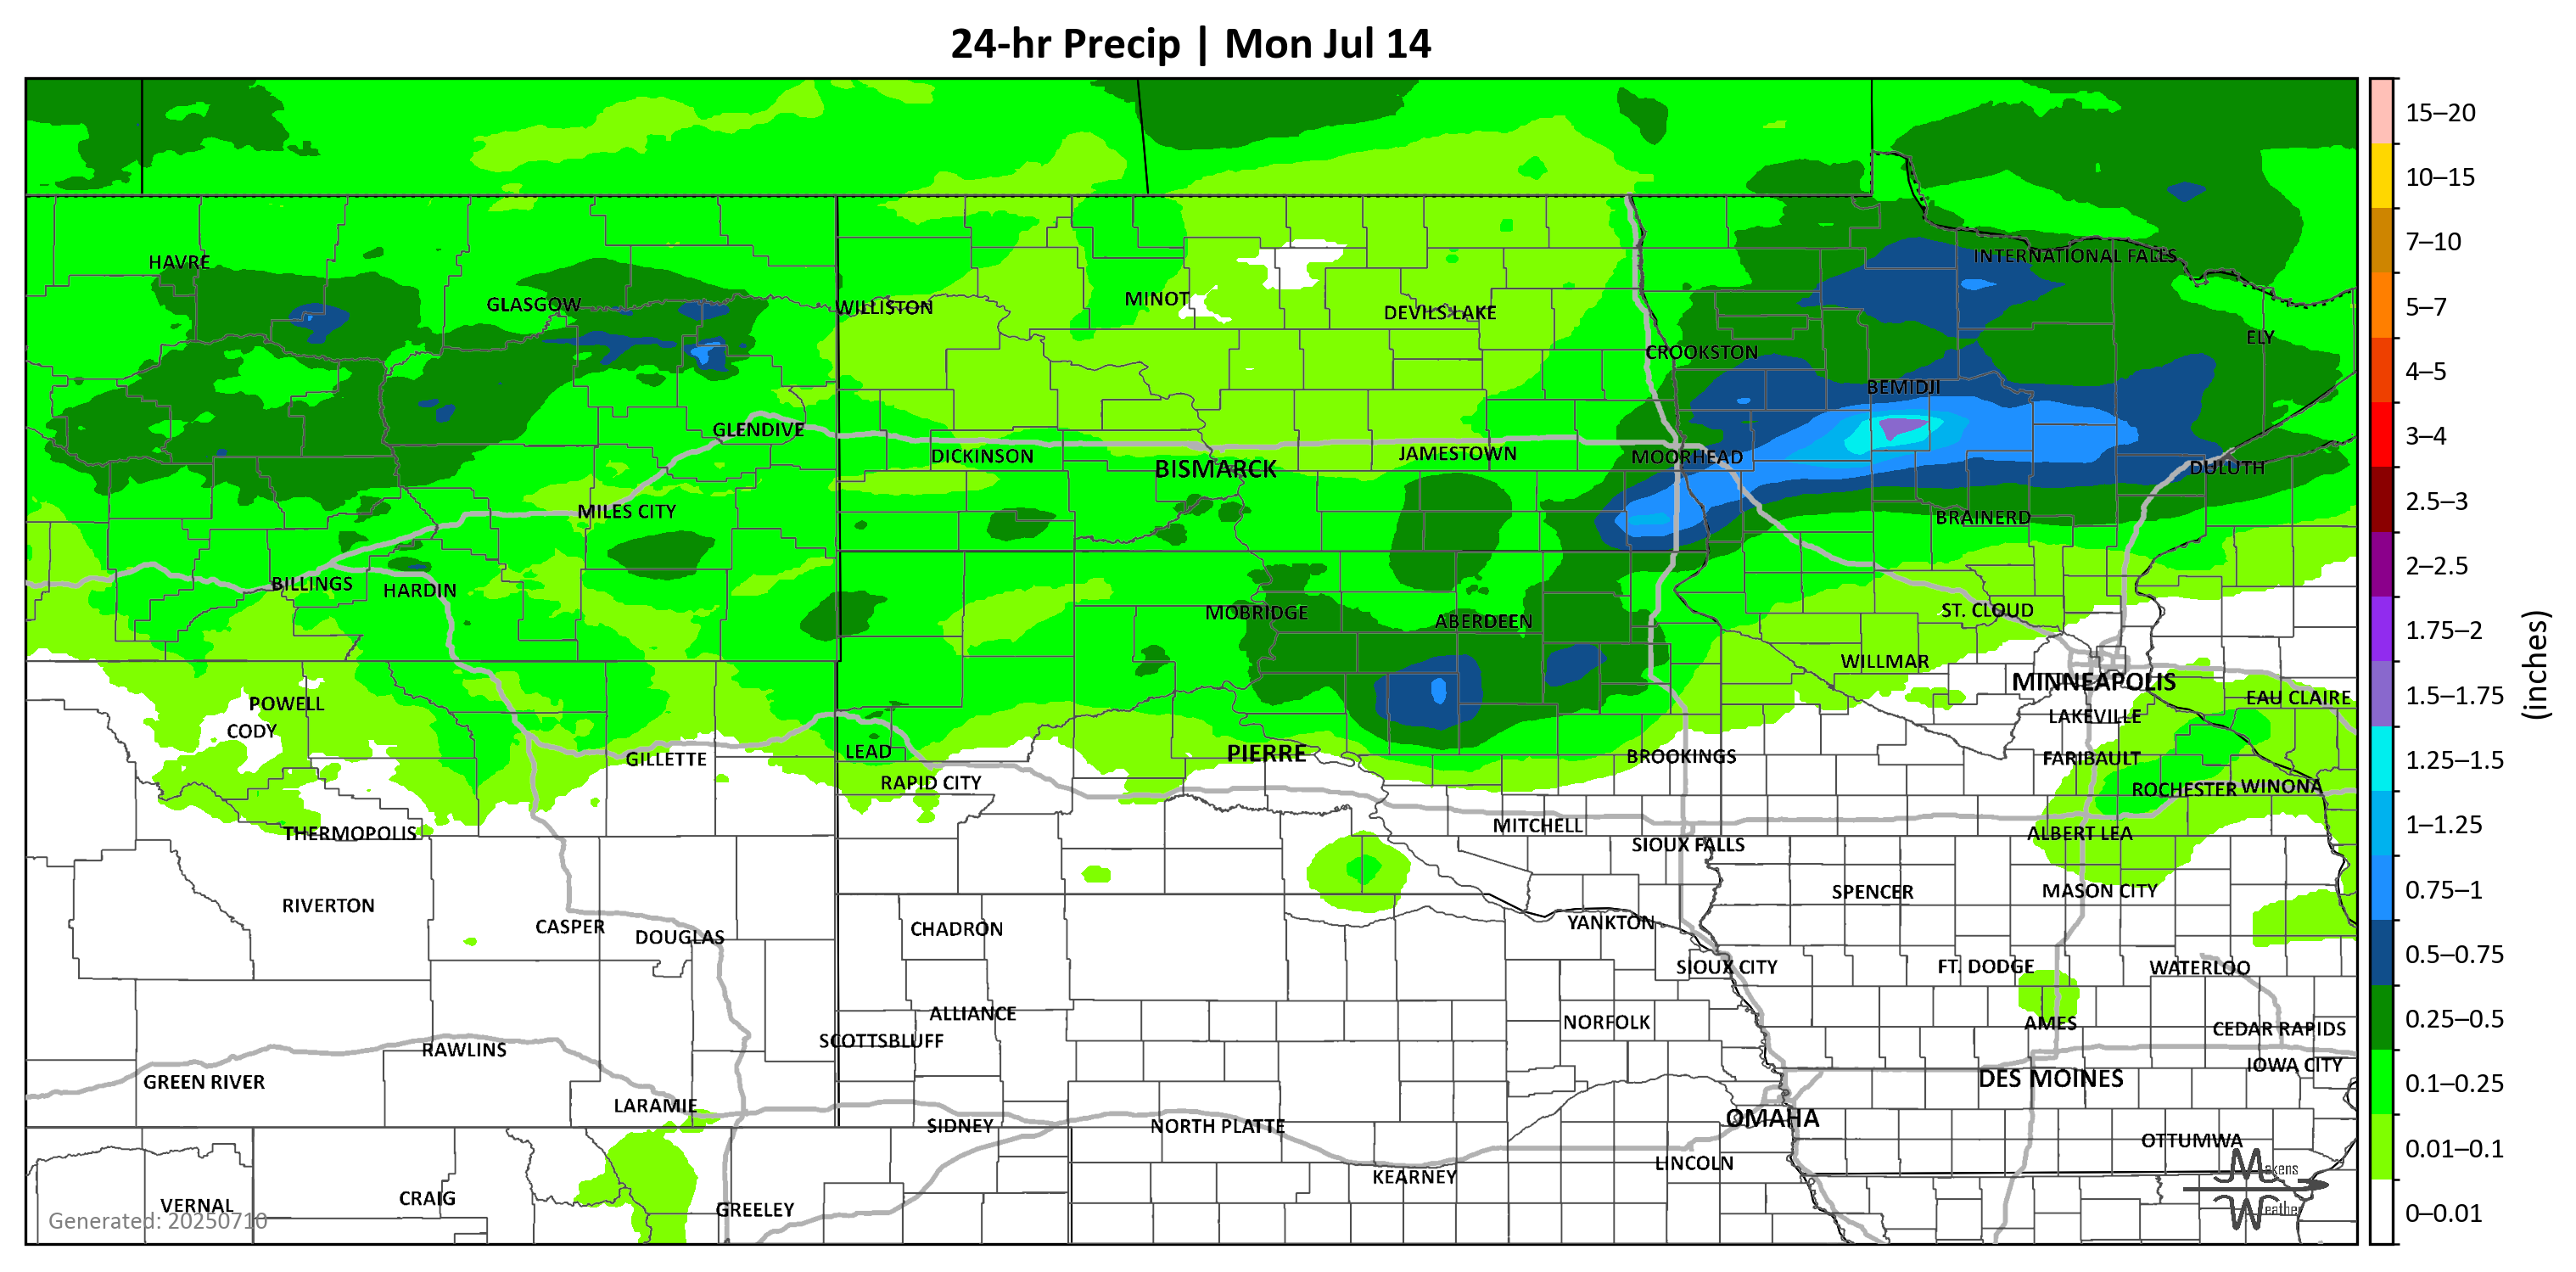 24-hr Precip | Mon Jul 14
15–20
10–15
7–10
5–7
4–5
3–4
2.5–3
2–2.5
1.75–2
1.5–1.75
1.25–1.5
1–1.25
0.75–1
0.5–0.75
0.25–0.5
0.1–0.25
0.01–0.1
0–0.01
(inches)
INTERNATIONAL FALLS
HAVRE
GLASGOW
WILLISTON
MINOT
DEVILS LAKE
ELY
CROOKSTON
BEMIDJI
GLENDIVE
DICKINSON
BISMARCK
JAMESTOWN
MOORHEAD
DULUTH
MILES CITY
BRAINERD
BILLINGS
HARDIN
MOBRIDGE
ABERDEEN
ST. CLOUD
WILLMAR
MINNEAPOLIS
EAU CLAIRE
POWELL
CODY
LAKEVILLE
GILLETTE
LEAD
PIERRE
BROOKINGS
FARIBAULT
RAPID CITY
ROCHESTER
WINONA
THERMOPOLIS
MITCHELL
ALBERT LEA
SIOUX FALLS
SPENCER
MASON CITY
RIVERTON
CASPER
DOUGLAS
CHADRON
YANKTON
SIOUX CITY
FT. DODGE
WATERLOO
ALLIANCE
NORFOLK
AMES
CEDAR RAPIDS
SCOTTSBLUFF
RAWLINS
IOWA CITY
GREEN RIVER
DES MOINES
LARAMIE
SIDNEY
NORTH PLATTE
OMAHA
OTTUMWA
LINCOLN
KEARNEY
VERNAL
CRAIG
GREELEY
Generated: 20250710
Makens
Weather